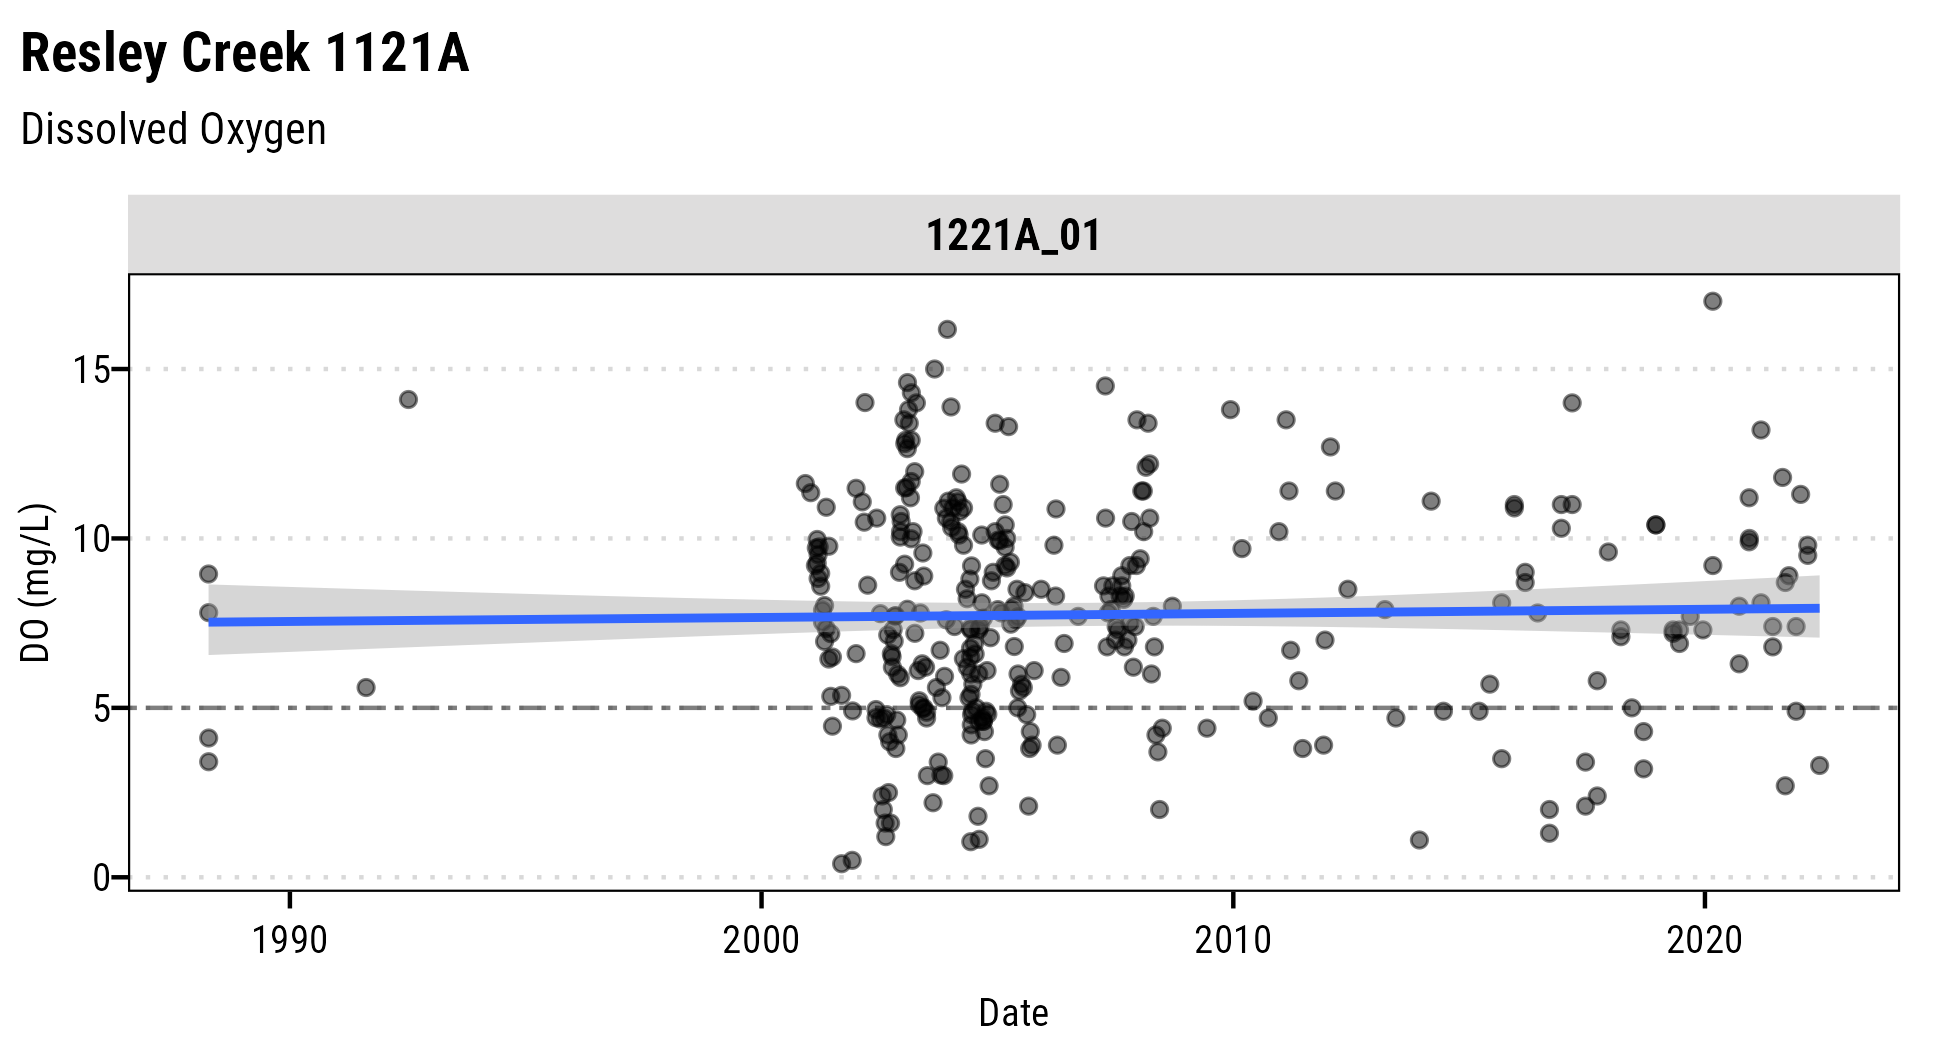 Resley Creek 1121A
Dissolved Oxygen
1221A_01
DO (mg/L)
15
10
5
0
1990 2000 2010 2020
Date